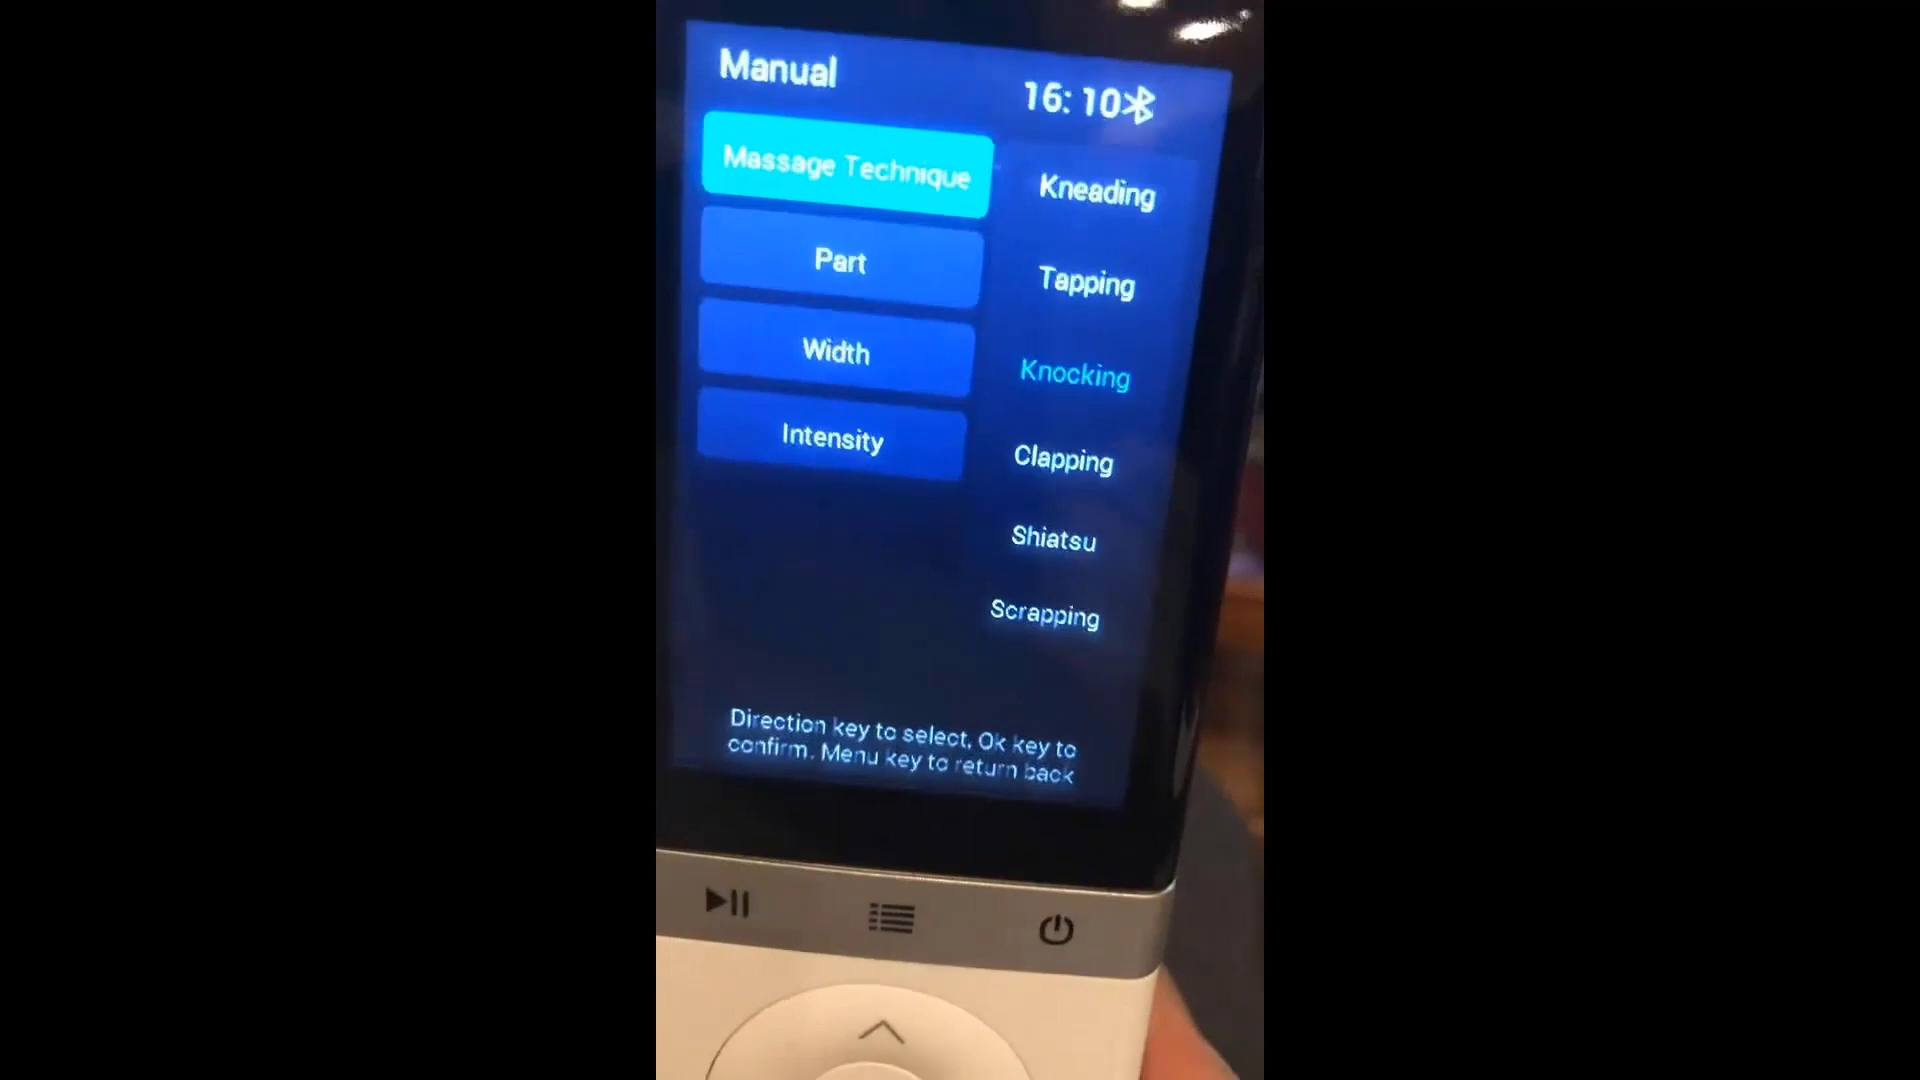 Manual
16: 10
Massage Technique
Part
Width
Intensity
Kneading
Tapping
Knocking
Clapping
Shiatsu
Scrapping
Direction key to select, Ok key to
confirm. Menu key to return back